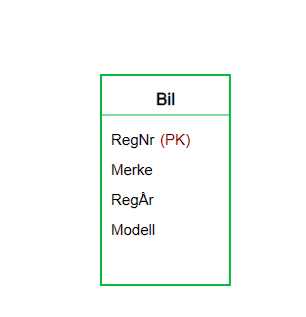 Bil
RegNr (PK)
Merke
RegÅr
Modell